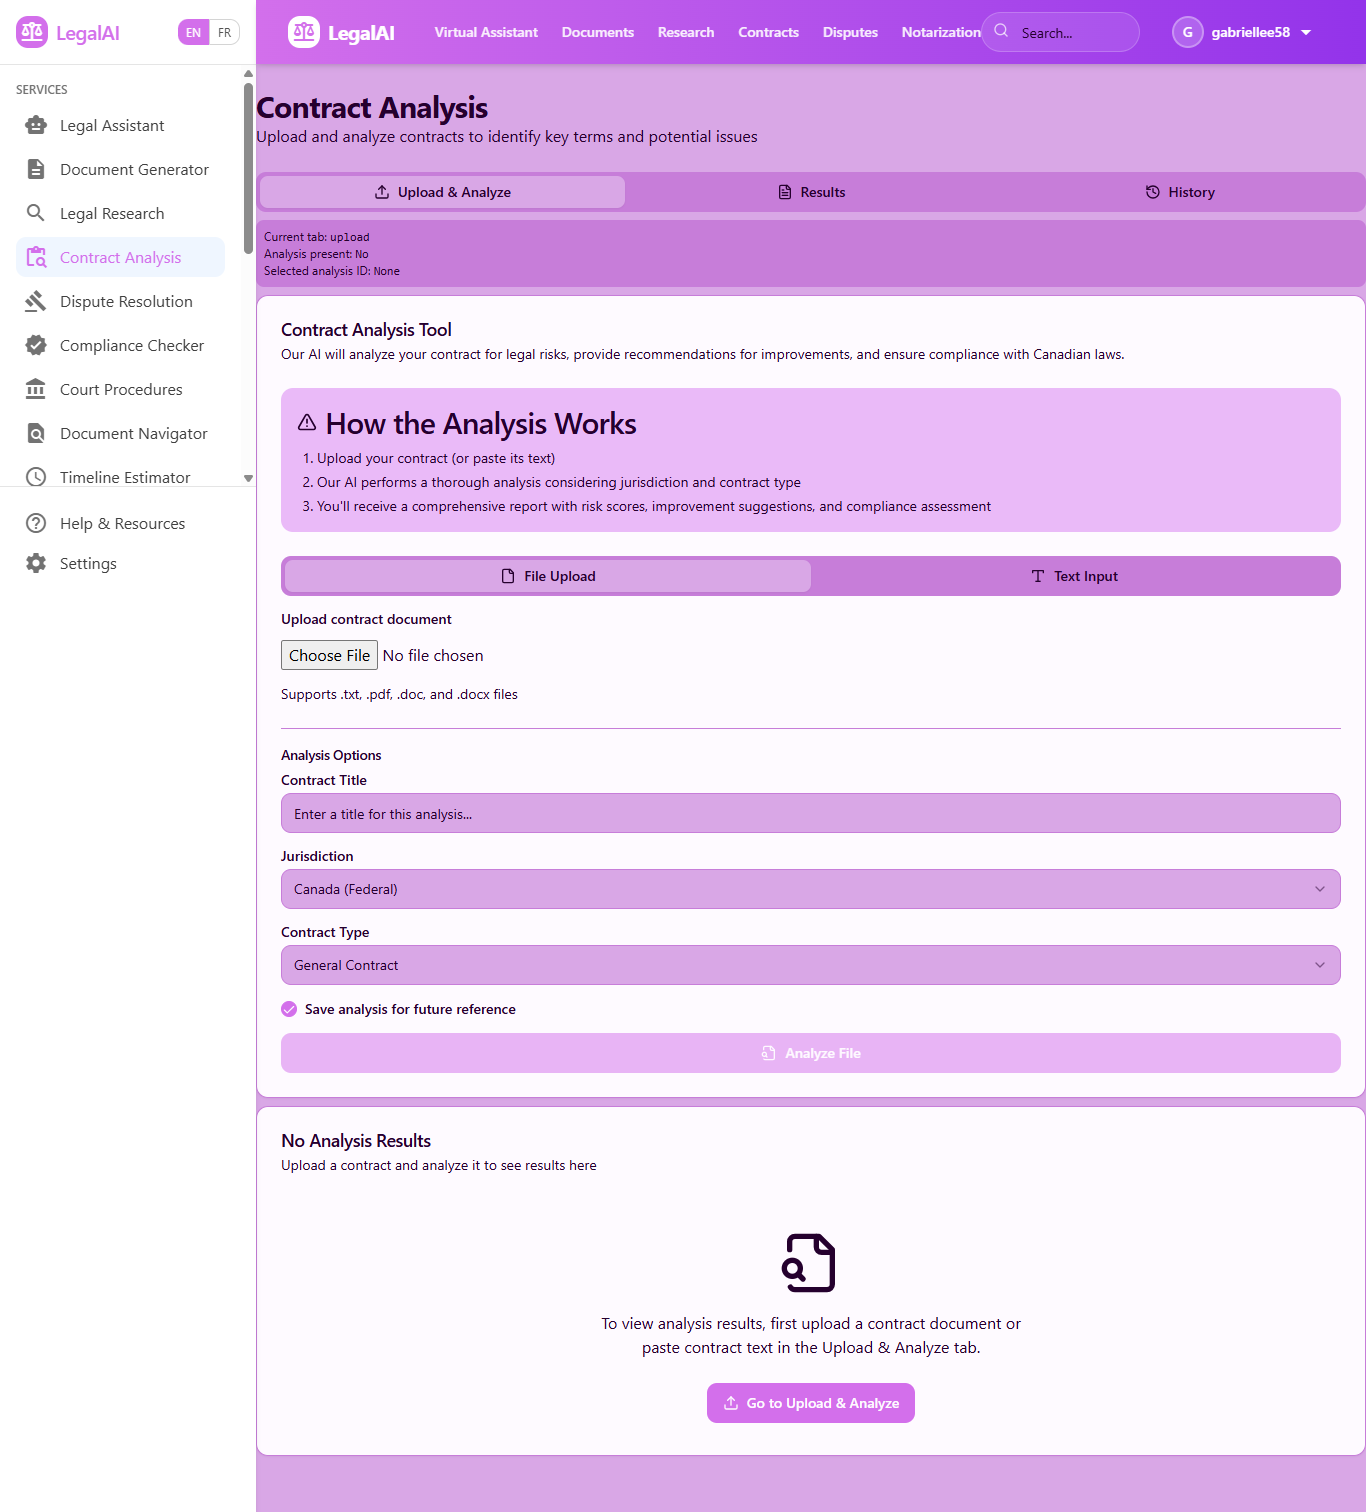 LegalAI
EN
FR
SERVICES
Legal Assistant
Document Generator
Legal Research
Contract Analysis
Dispute Resolution
Compliance Checker
Court Procedures
Document Navigator
Timeline Estimator
Help & Resources
Settings
LegalAI
Virtual Assistant
Documents
Research
Contracts
Disputes
Notarization
Search...
G
gabriellee58
Contract Analysis
Upload and analyze contracts to identify key terms and potential issues
Upload & Analyze
Results
History
Current tab: upload
Analysis present: No
Selected analysis ID: None
Contract Analysis Tool
Our AI will analyze your contract for legal risks, provide recommendations for improvements, and ensure compliance with Canadian laws.
How the Analysis Works
1. Upload your contract (or paste its text)
2. Our AI performs a thorough analysis considering jurisdiction and contract type
3. You'll receive a comprehensive report with risk scores, improvement suggestions, and compliance assessment
File Upload
Text Input
Upload contract document
Choose File No file chosen
Supports .txt, .pdf, .doc, and .docx files
Analysis Options
Contract Title
Enter a title for this analysis...
Jurisdiction
Canada (Federal)
Contract Type
General Contract
Save analysis for future reference
Analyze File
No Analysis Results
Upload a contract and analyze it to see results here
To view analysis results, first upload a contract document or
paste contract text in the Upload & Analyze tab.
Go to Upload & Analyze